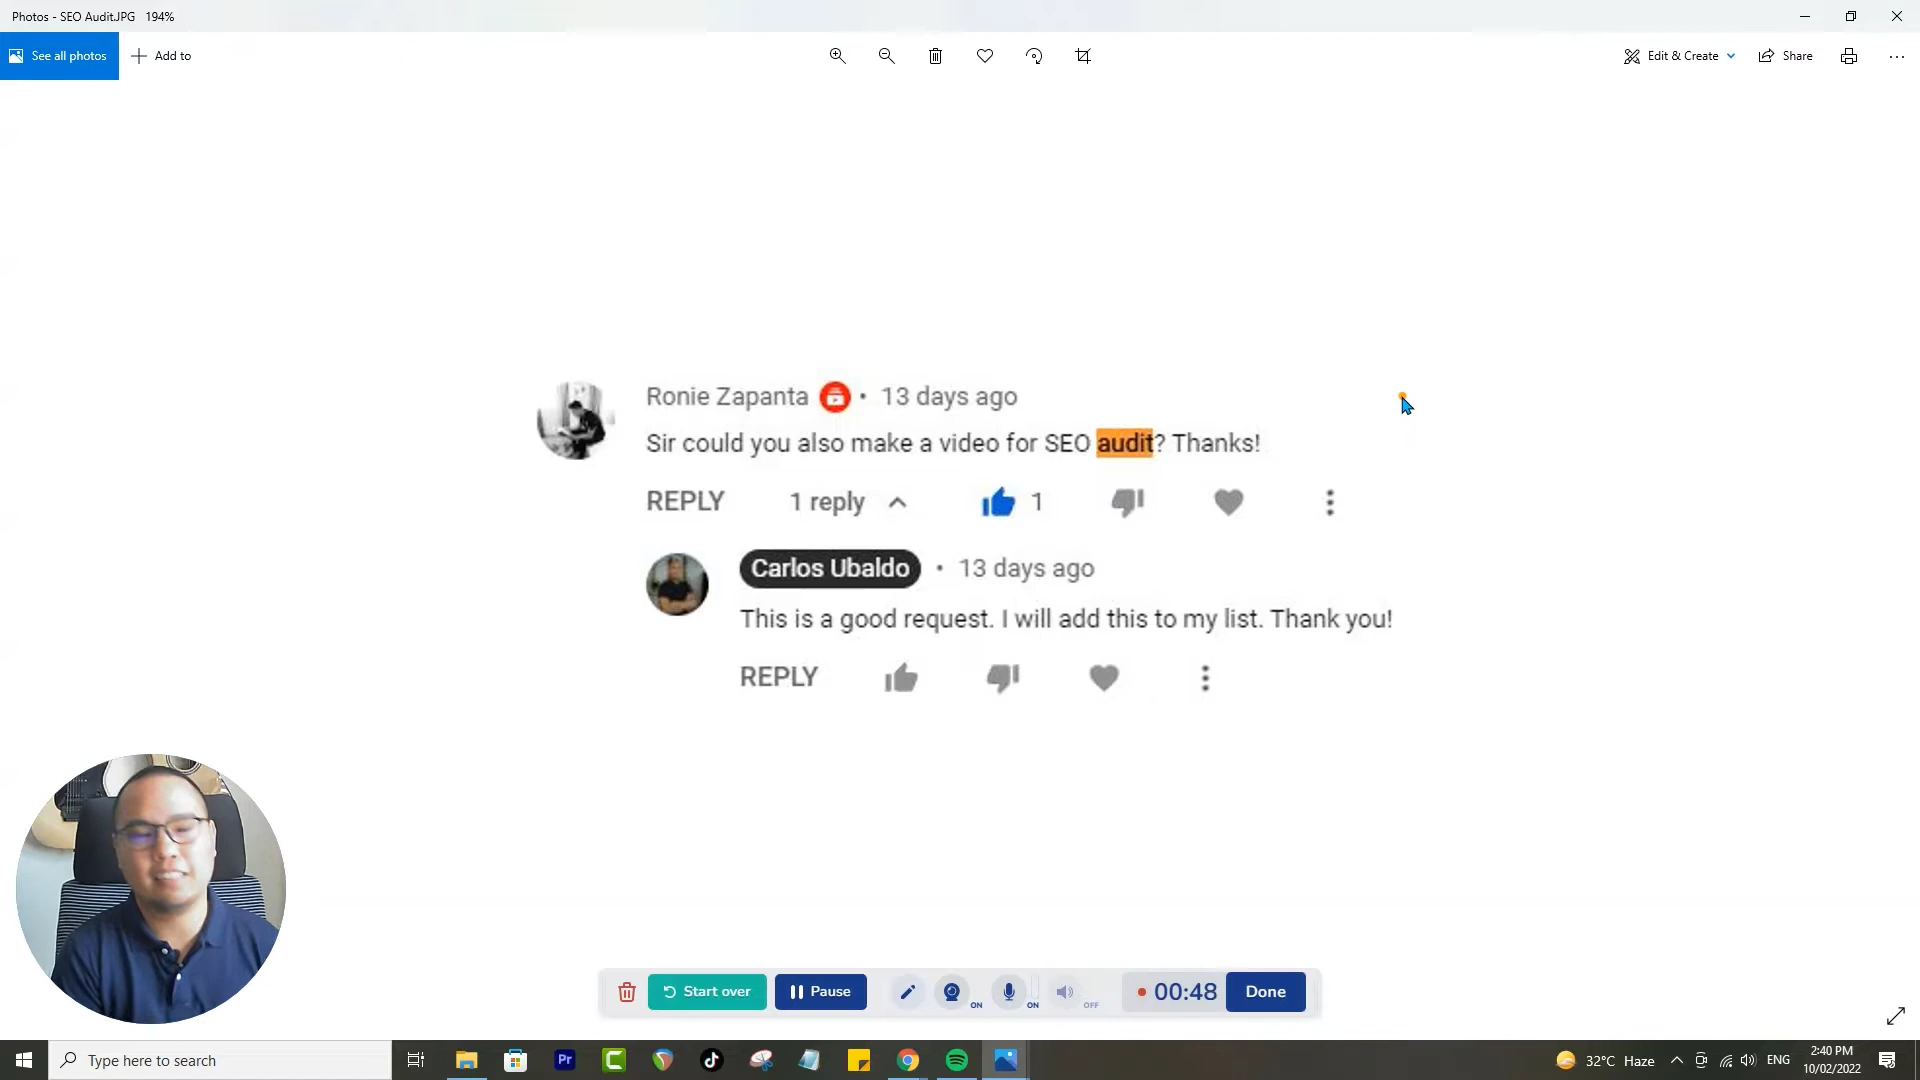 Photos - SEO Audit.JPG 194%
See all photos
Add to
Edit & Create
Share
Ronie Zapanta • 13 days ago
Sir could you also make a video for SEO audit? Thanks!
REPLY 1 reply 1
Carlos Ubaldo • 13 days ago
This is a good request. I will add this to my list. Thank you!
REPLY
Start over
Pause
ON
ON
OFF
00:48
Done
Type here to search
Pr
32°C Haze
ENG
2:40 PM
10/02/2022